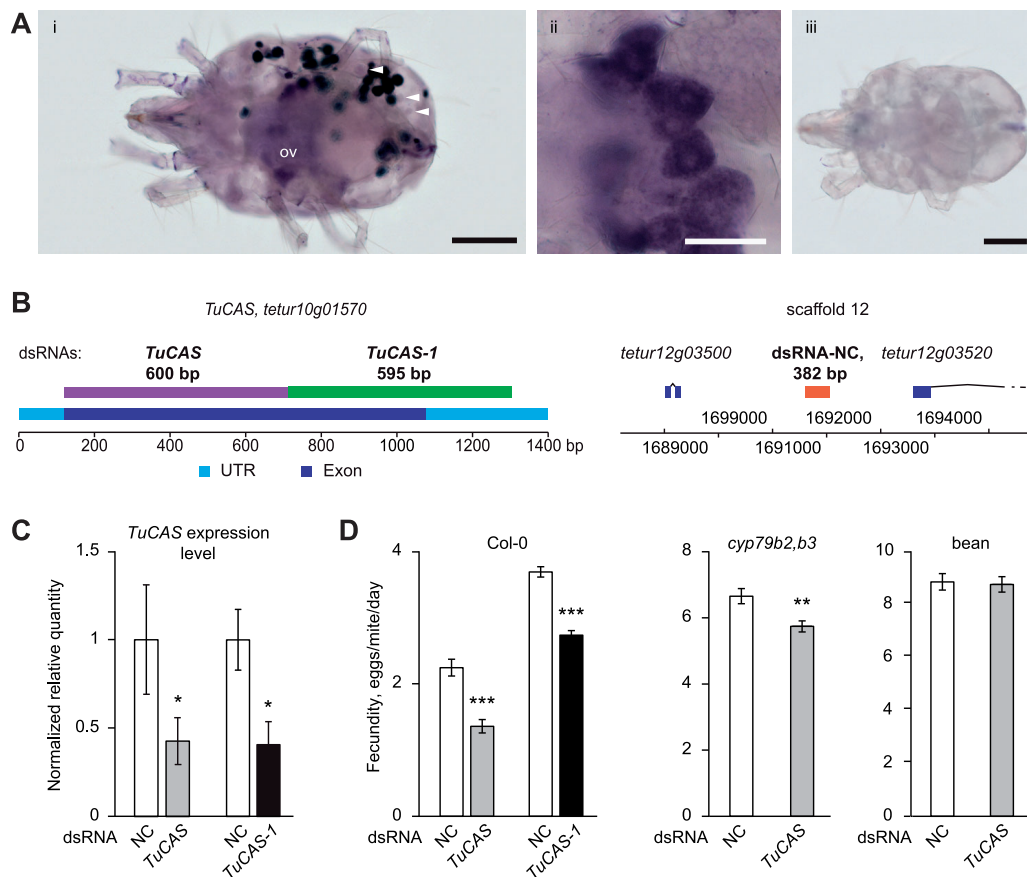 A
i
ov
ii
iii
B
TuCAS, tetur10g01570
scaffold 12
dsRNAs:
TuCAS
600 bp
TuCAS-1
595 bp
tetur12g03500
dsRNA-NC,
382 bp
tetur12g03520
0 200 400 600 800 1000 1200 1400 bp
UTR
Exon
1699000 1692000 1694000
1689000 1691000 1693000
C
TuCAS expression
level
Normalized relative quantity
1.5
1
0.5
0
*
*
dsRNA
NC
TuCAS
NC
TuCAS-1
D
Col-0
Fecundity, eggs/mite/day
4
2
0
***
***
dsRNA
NC
TuCAS
NC
TuCAS-1
cyp79b2,b3
8
6
4
2
0
**
dsRNA
NC
TuCAS
bean
10
8
6
4
2
0
dsRNA
NC
TuCAS